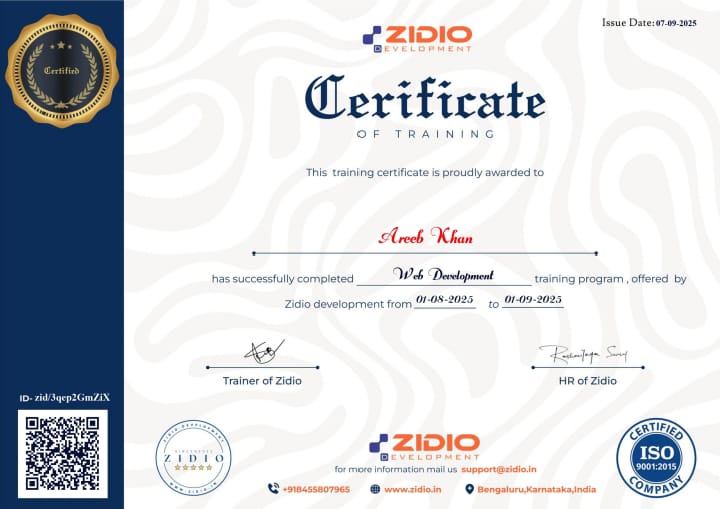 ZIDIO
DEVELOPMENT
Issue Date: 07-09-2025
Certified
Cerificate
OF TRAINING
This training certificate is proudly awarded to
Areeb Khan
has successfully completed Web Development training program , offered by
Zidio development from 01-08-2025 to 01-09-2025
Trainer of Zidio
HR of Zidio
ID- zid/3qep2GmZiX
ZIDIO DEVELOPMENT
ZIDIO
WWW.ZIDIO.IN
ZIDIO
DEVELOPMENT
for more information mail us support@zidio.in
+918455807965
www.zidio.in
Bengaluru,Karnataka,India
CERTIFIED
ISO
9001:2015
COMPANY